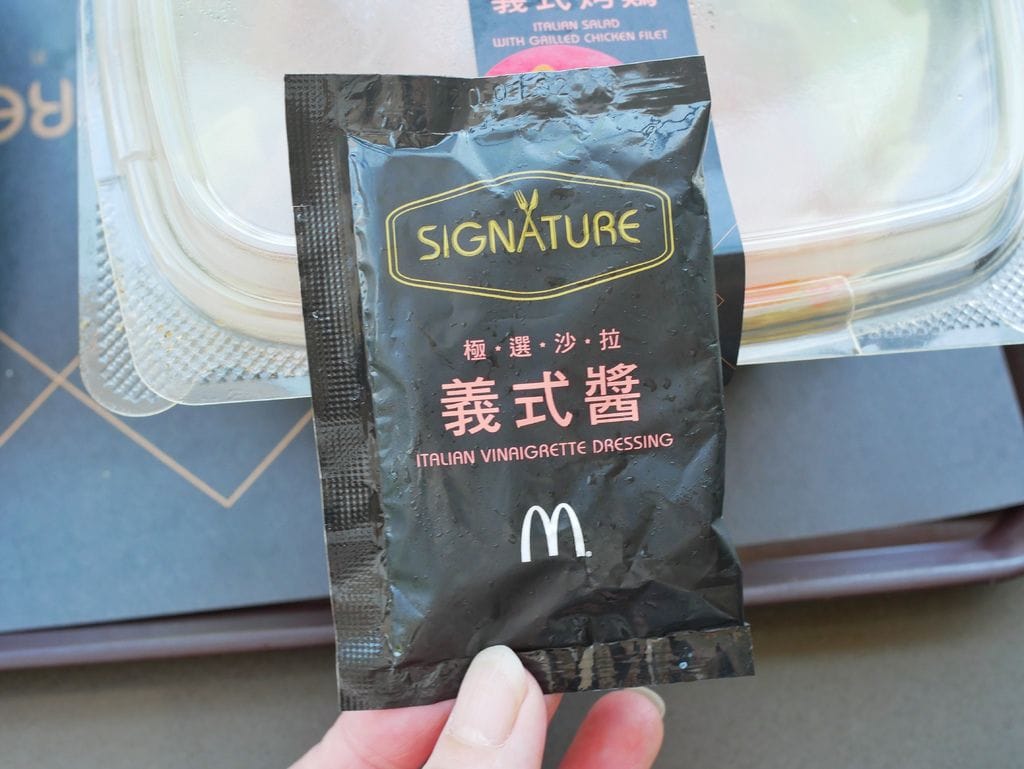 義式烤雞
ITALIAN SALAD
WITH GRILLED CHICKEN FILET
SIGNATURE
極・選・沙・拉
義式醬
ITALIAN VINAIGRETTE DRESSING